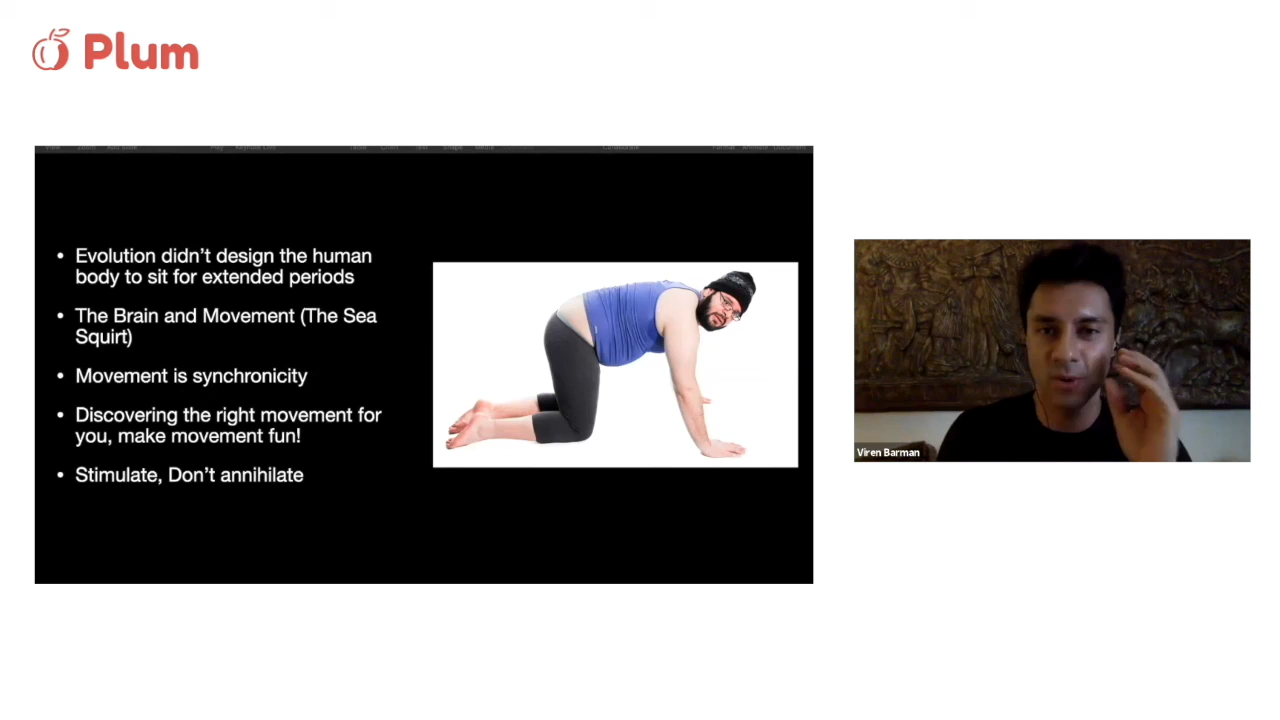 Plum
• Evolution didn't design the human
body to sit for extended periods
• The Brain and Movement (The Sea
Squirt)
• Movement is synchronicity
• Discovering the right movement for
you, make movement fun!
• Stimulate, Don't annihilate
Viren Barman